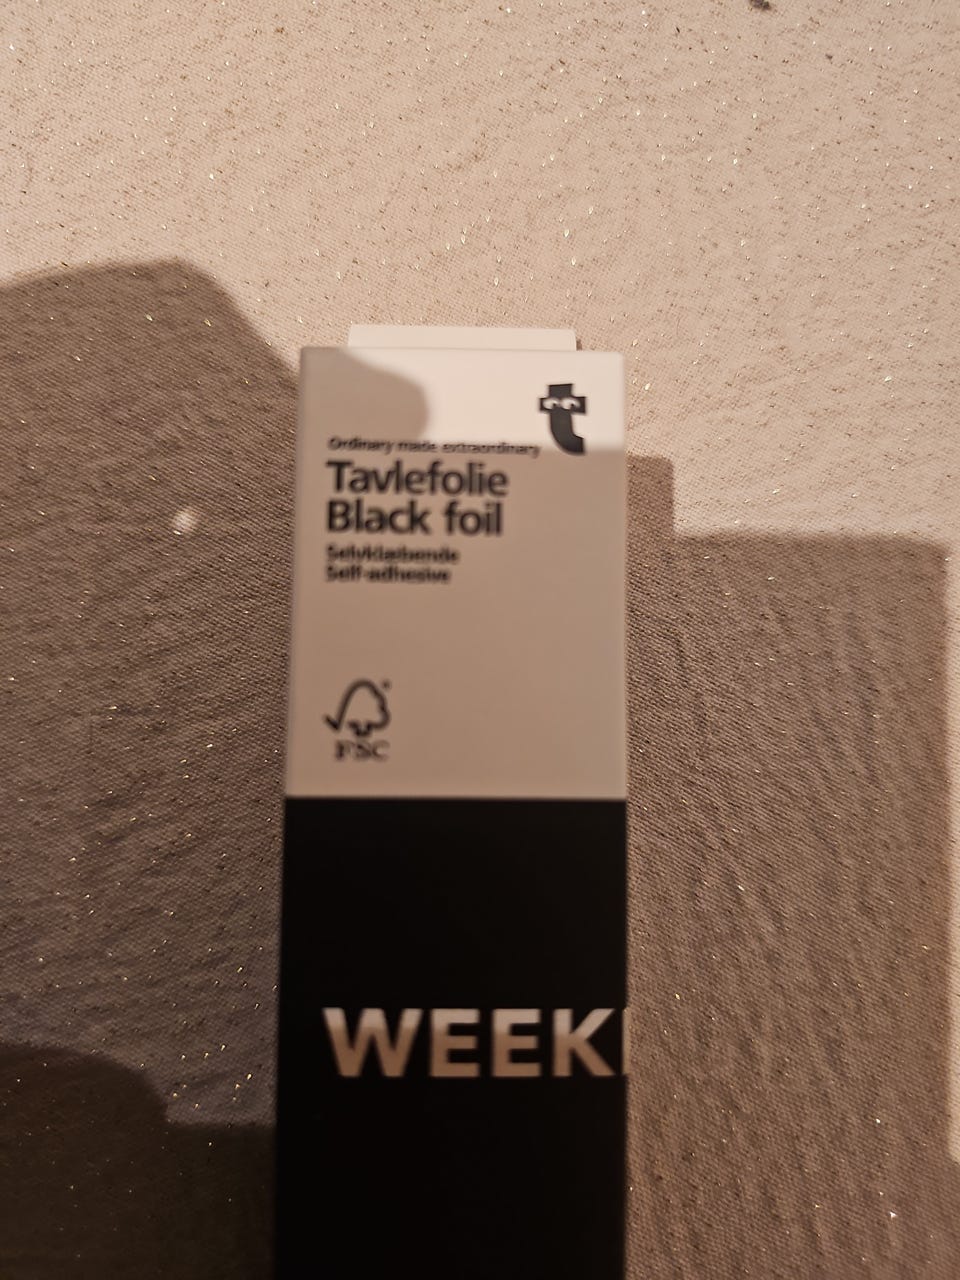 t
Ordinary made extraordinary
Tavlefolie
Black foil
Selvklæbende
Self-adhesive
FSC
WEEK